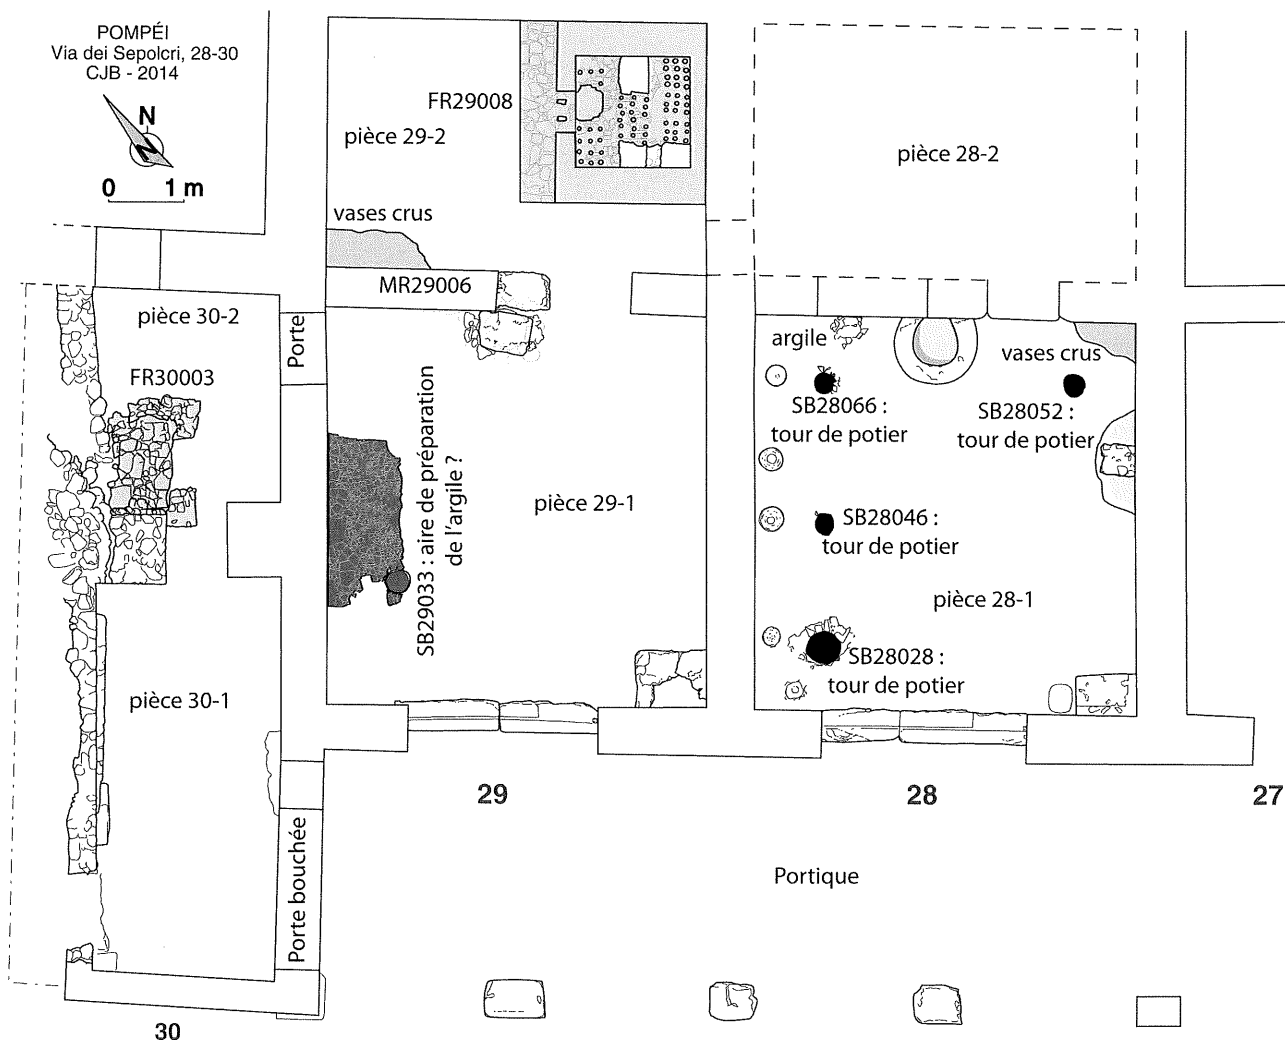 POMPÉI
Via dei Sepolcri, 28-30
CJB - 2014
N
N
0 1 m
FR29008
pièce 29-2
pièce 28-2
vases crus
MR29006
pièce 30-2
Porte
FR30003
argile
vases crus
SB28066 :
tour de potier
SB28052 :
tour de potier
SB29033 : aire de préparation
de l'argile ?
pièce 29-1
SB28046 :
tour de potier
pièce 28-1
SB28028 :
tour de potier
pièce 30-1
29
28
27
Porte bouchée
Portique
30